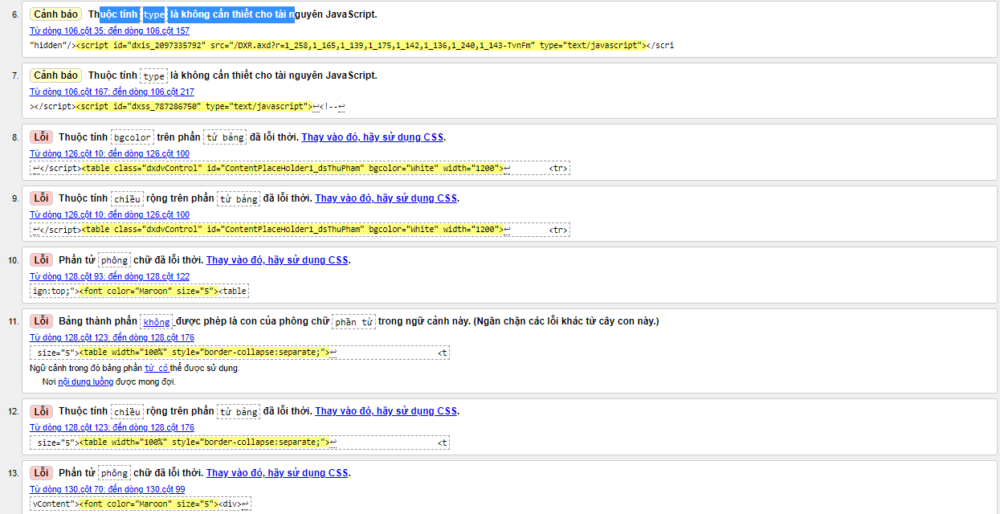 6. Cảnh báo Thuộc tính type là không cần thiết cho tài nguyên JavaScript.
Từ dòng 106,cột 35; đến dòng 106,cột 157
"hidden"/><script id="dxis_2097335792" src="/DXR.axd?r=1_258,1_165,1_139,1_175,1_142,1_136,1_240,1_143-TvnFm" type="text/javascript"></scri
7. Cảnh báo Thuộc tính type là không cần thiết cho tài nguyên JavaScript.
Từ dòng 106,cột 167; đến dòng 106,cột 217
></script><script id="dxss_787286750" type="text/javascript">↩<!--↩
8. Lỗi Thuộc tính bgcolor trên phần tử bảng đã lỗi thời. Thay vào đó, hãy sử dụng CSS.
Từ dòng 126,cột 10; đến dòng 126,cột 100
↩</script><table class="dxdvControl" id="ContentPlaceHolder1_dsThuPham" bgcolor="White" width="1200">↩ <tr>
9. Lỗi Thuộc tính chiều rộng trên phần tử bảng đã lỗi thời. Thay vào đó, hãy sử dụng CSS.
Từ dòng 126,cột 10; đến dòng 126,cột 100
↩</script><table class="dxdvControl" id="ContentPlaceHolder1_dsThuPham" bgcolor="White" width="1200">↩ <tr>
10. Lỗi Phần tử phông chữ đã lỗi thời. Thay vào đó, hãy sử dụng CSS.
Từ dòng 128,cột 93; đến dòng 128,cột 122
ign:top;"><font color="Maroon" size="5"><table
11. Lỗi Bảng thành phần không được phép là con của phông chữ phần tử trong ngữ cảnh này. (Ngăn chặn các lỗi khác từ cây con này.)
Từ dòng 128,cột 123; đến dòng 128,cột 176
size="5"><table width="100%" style="border-collapse:separate;">↩ <t
Ngữ cảnh trong đó bảng phần tử có thể được sử dụng:
Nơi nội dung luồng được mong đợi.
12. Lỗi Thuộc tính chiều rộng trên phần tử bảng đã lỗi thời. Thay vào đó, hãy sử dụng CSS.
Từ dòng 128,cột 123; đến dòng 128,cột 176
size="5"><table width="100%" style="border-collapse:separate;">↩ <t
13. Lỗi Phần tử phông chữ đã lỗi thời. Thay vào đó, hãy sử dụng CSS.
Từ dòng 130,cột 70; đến dòng 130,cột 99
vContent"><font color="Maroon" size="5"><div>↩